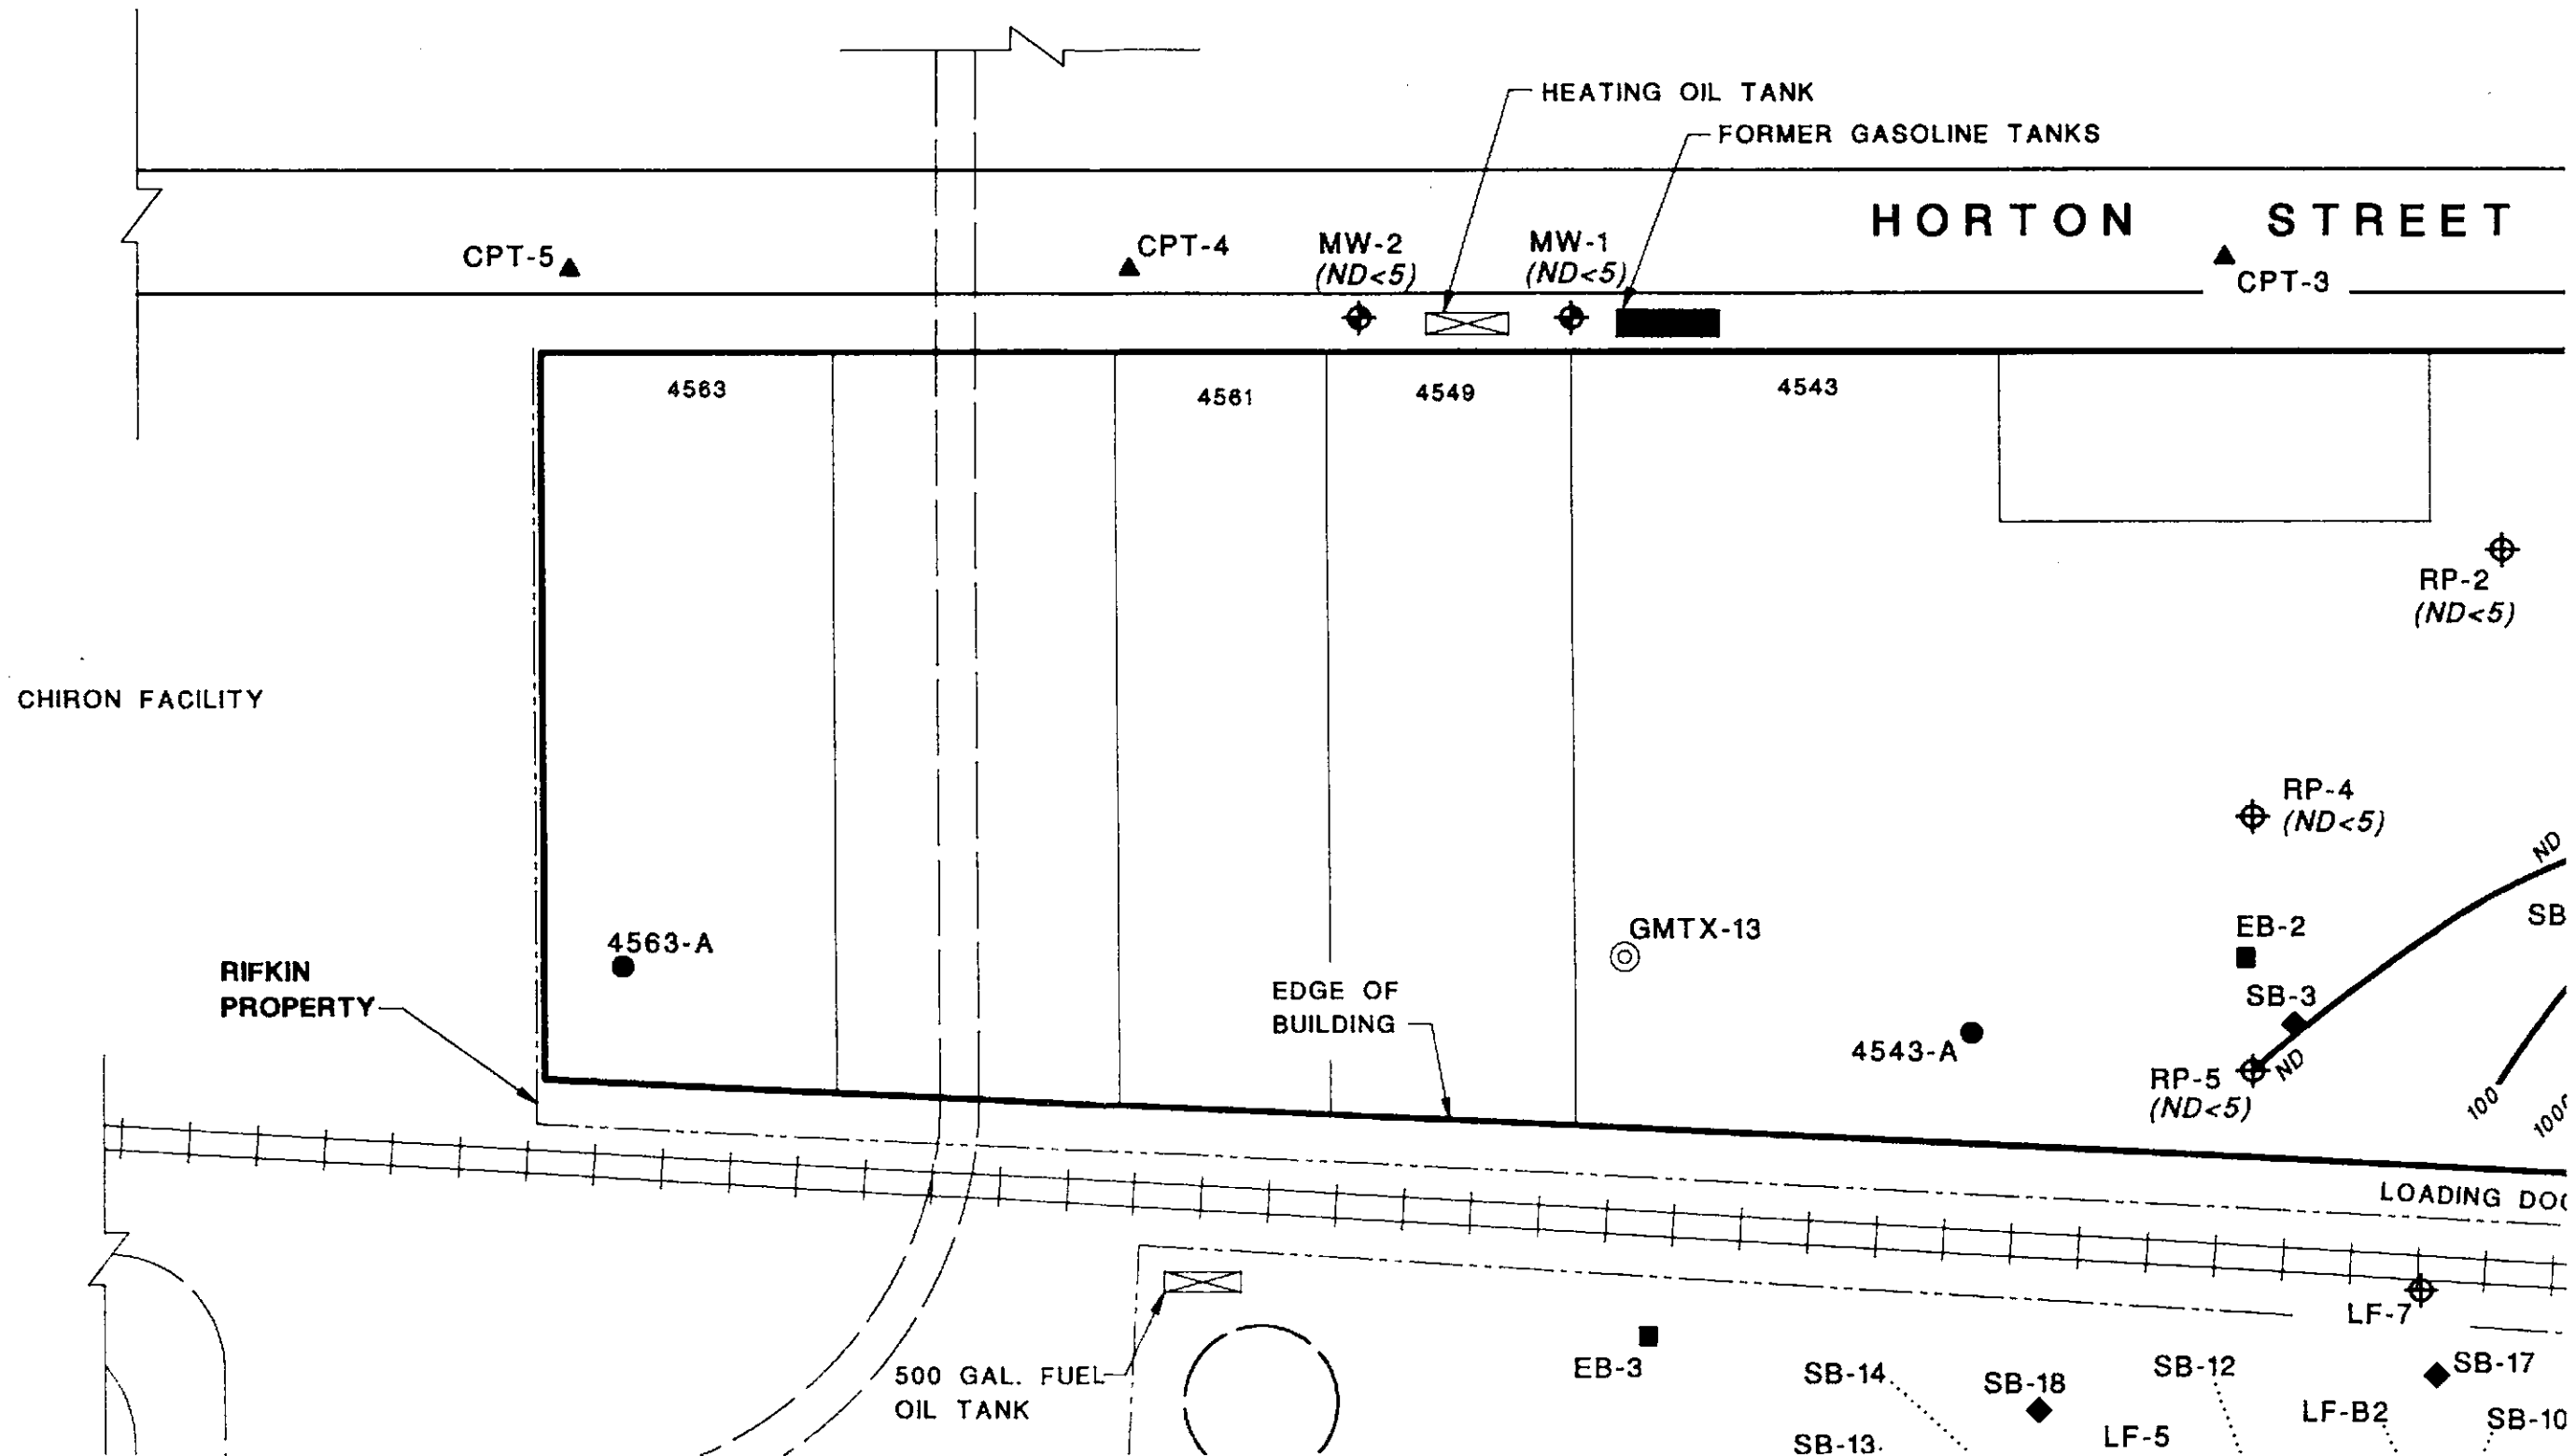 HEATING OIL TANK
FORMER GASOLINE TANKS
HORTON STREET
CPT-5
CPT-4
MW-2
(ND<5)
MW-1
(ND<5)
CPT-3
4563
4561
4549
4543
RP-2
(ND<5)
CHIRON FACILITY
RP-4
(ND<5)
ND
SB
4563-A
GMTX-13
EB-2
RIFKIN
PROPERTY
EDGE OF
BUILDING
SB-3
4543-A
RP-5
(ND<5)
ND
100
LOADING
LF-7
500 GAL. FUEL
OIL TANK
EB-3
SB-14
SB-18
SB-12
SB-17
LF-B2
SB-10
SB-13
LF-5